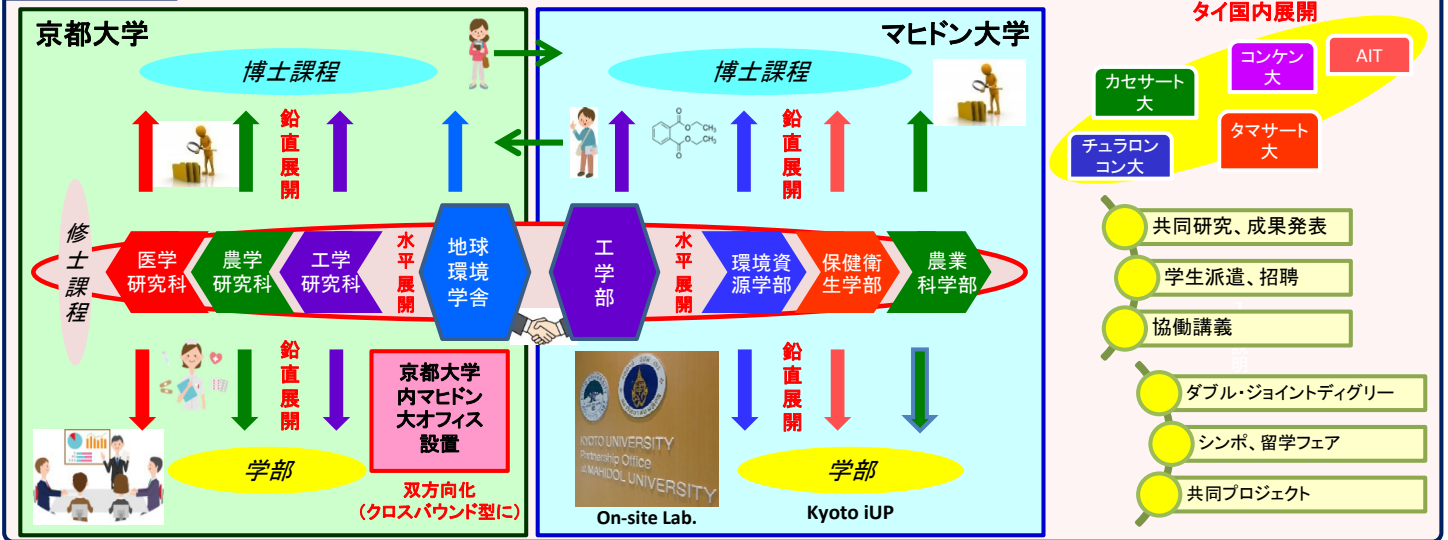 京都大学
博士課程
鉛直展開
修士課程
医学
研究科
農学
研究科
工学
研究科
水平展開
地球
環境
学舎
鉛直展開
京都大学
内マヒドン
大オフィス
設置
学部
双方向化
（クロスバウンド型に）
マヒドン大学
博士課程
O
O
O
O
CH₃
CH₃
鉛直展開
工学部
水平展開
環境資
源学部
保健衛
生学部
農業
科学部
鉛直展開
KYOTO UNIVERSITY
Partnership Office
at MAHIDOL UNIVERSITY
学部
On-site Lab.
Kyoto iUP
タイ国内展開
コンケン
大
AIT
カセサート
大
タマサート
大
チュラロン
コン大
共同研究、成果発表
学生派遣、招聘
協働講義
ダブル・ジョイントディグリー
シンポ、留学フェア
共同プロジェクト